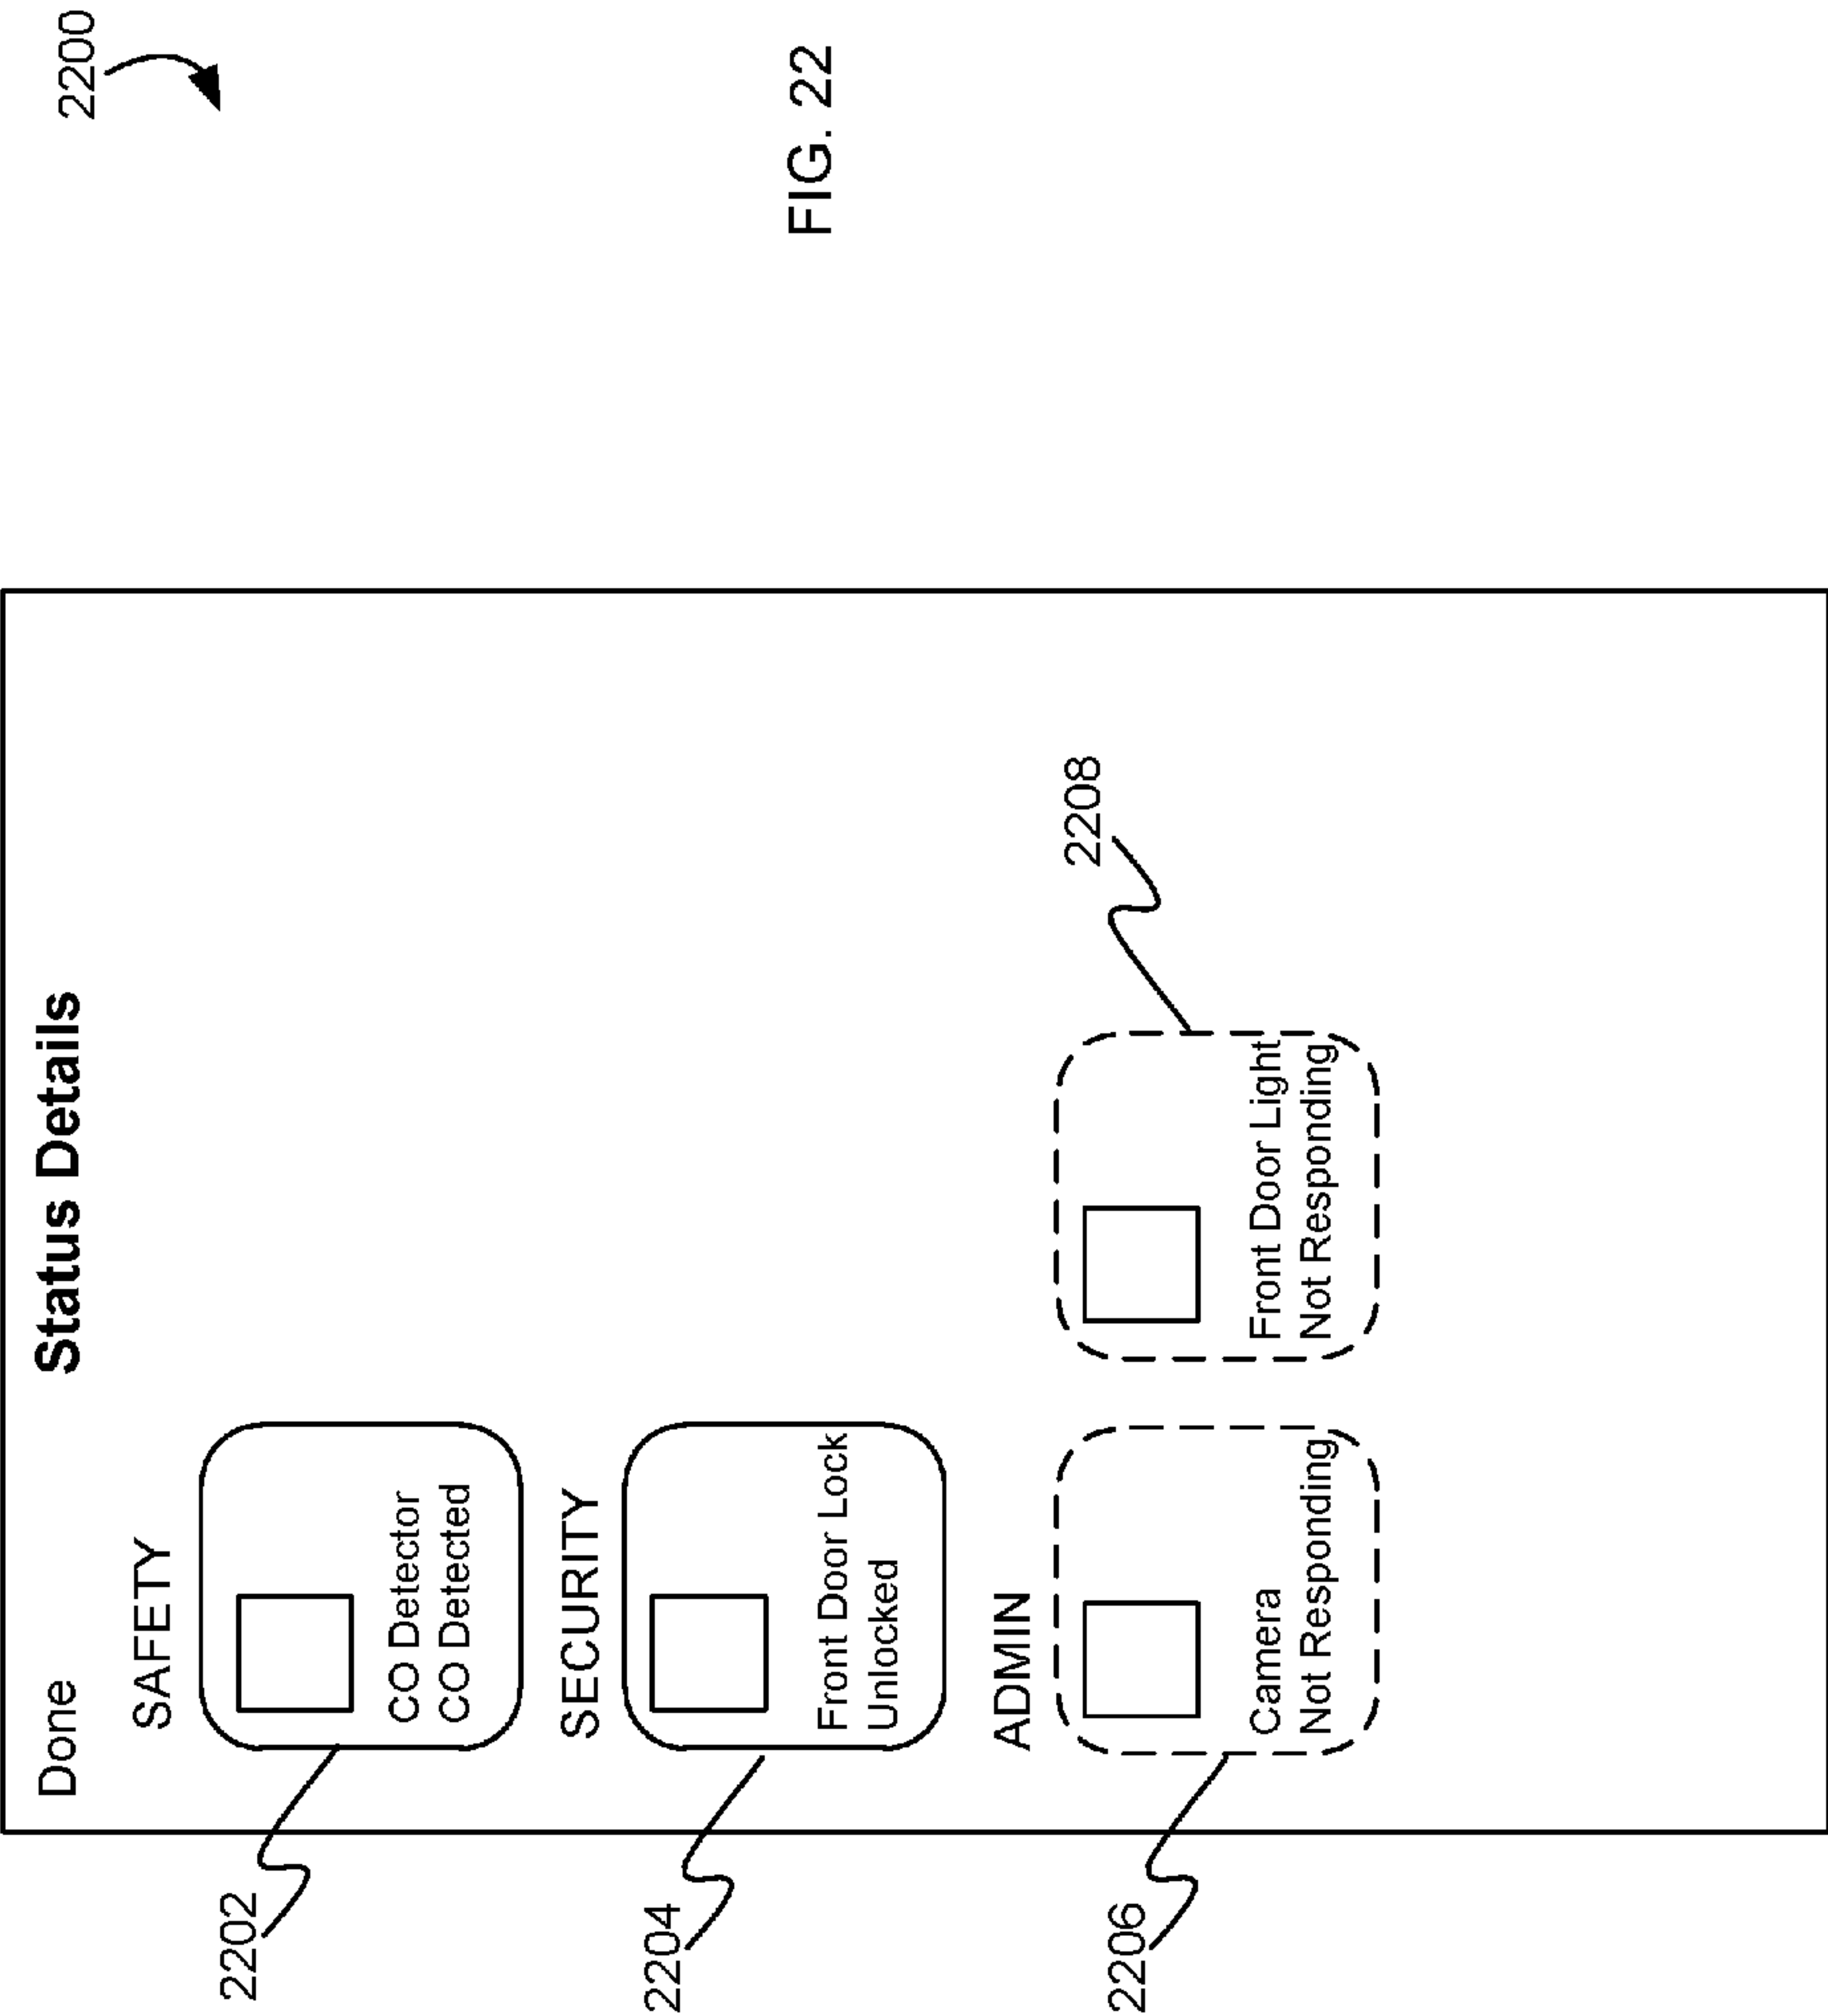 2200
Done
Status Details
SAFETY
2202
CO Detector
CO Detected
SECURITY
2204
Front Door Lock
Unlocked
ADMIN
2206
Camera
Not Responding
2208
Front Door Light
Not Responding
FIG. 22